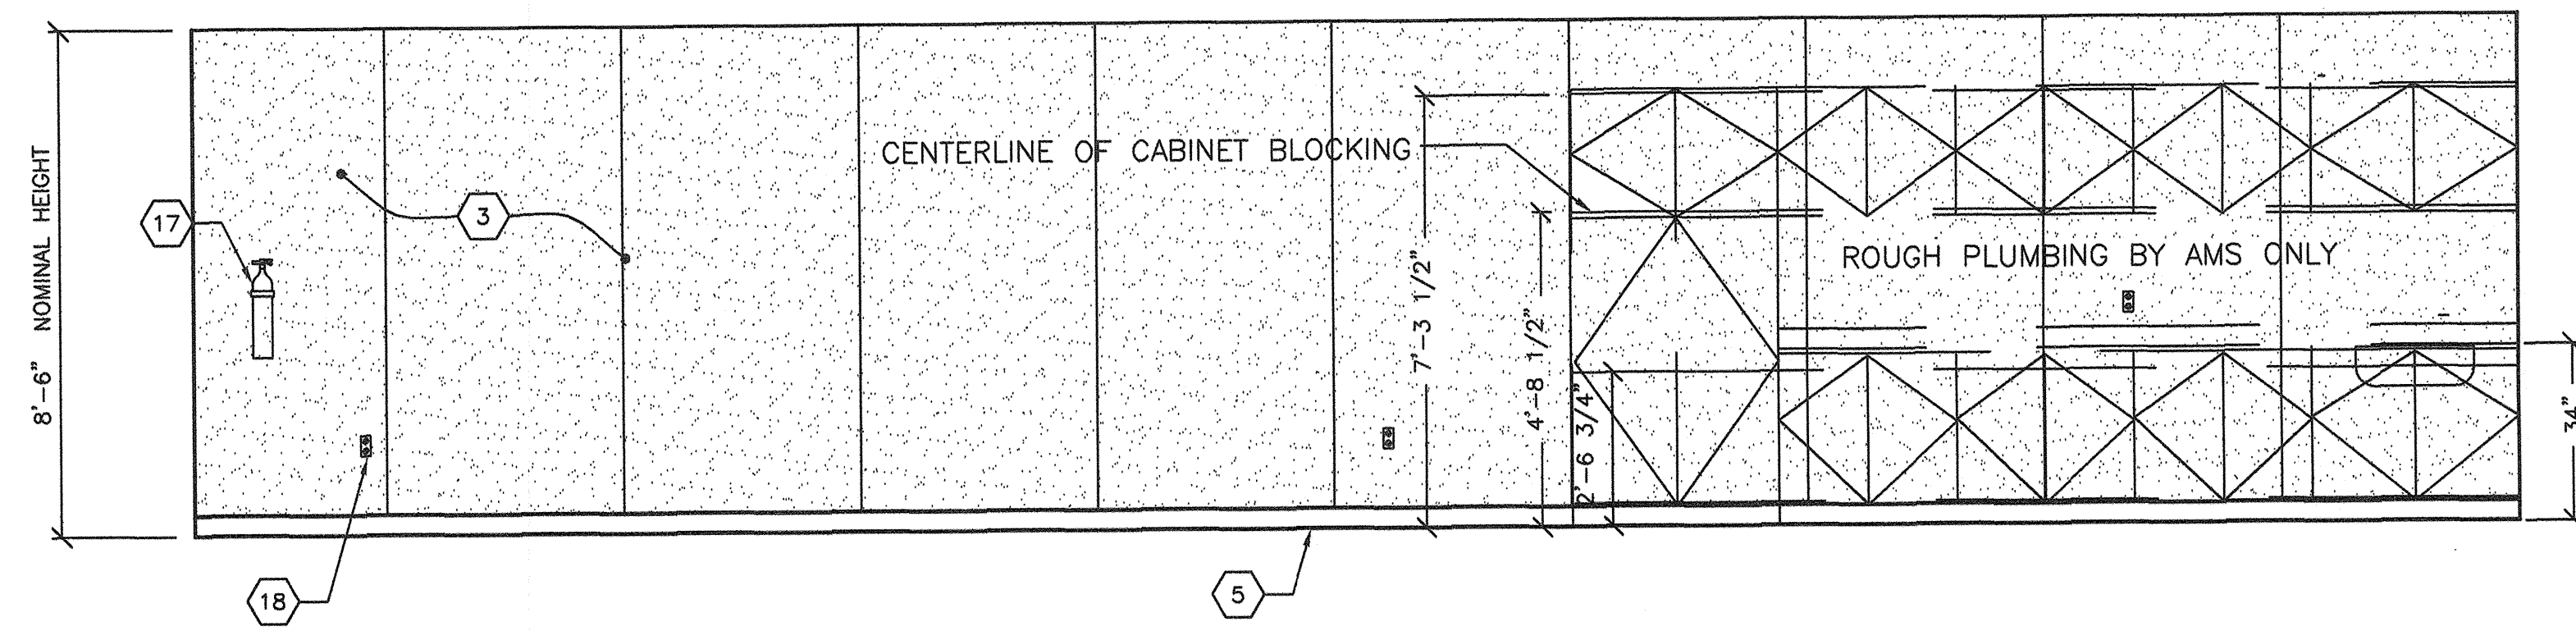 8'-6" NOMINAL HEIGHT
17
3
18
5
CENTERLINE OF CABINET BLOCKING
7'-3 1/2"
4'-8 1/2"
2'-6 3/4"
ROUGH PLUMBING BY AMS ONLY
34"